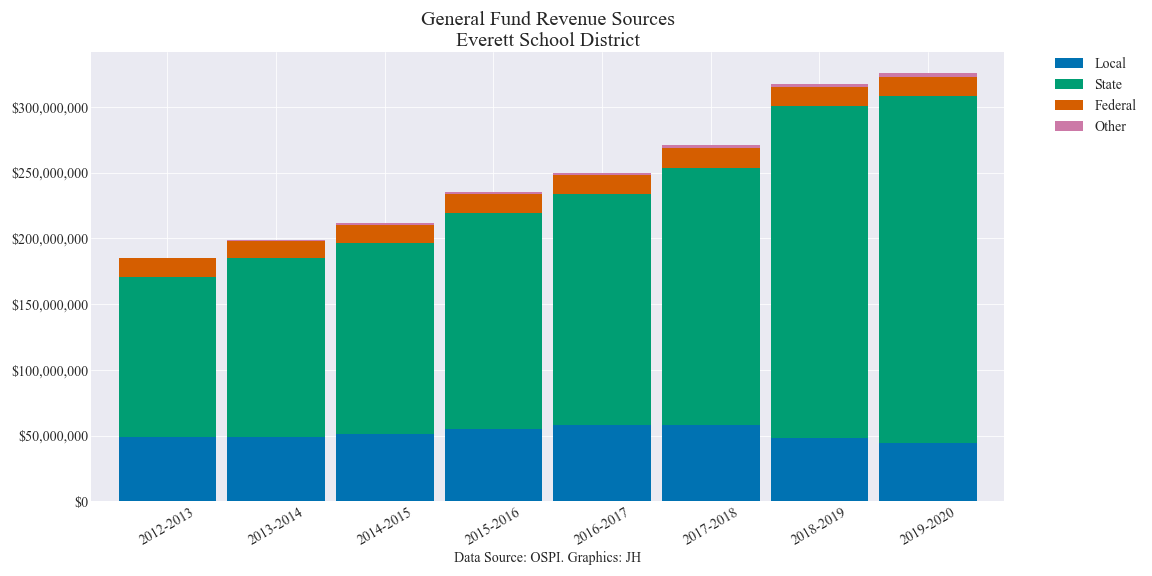 General Fund Revenue Sources
Everett School District
Local
State
Federal
Other
$300,000,000
$250,000,000
$200,000,000
$150,000,000
$100,000,000
$50,000,000
$0
2012-2013
2013-2014
2014-2015
2015-2016
2016-2017
2017-2018
2018-2019
2019-2020
Data Source: OSPI. Graphics: JH